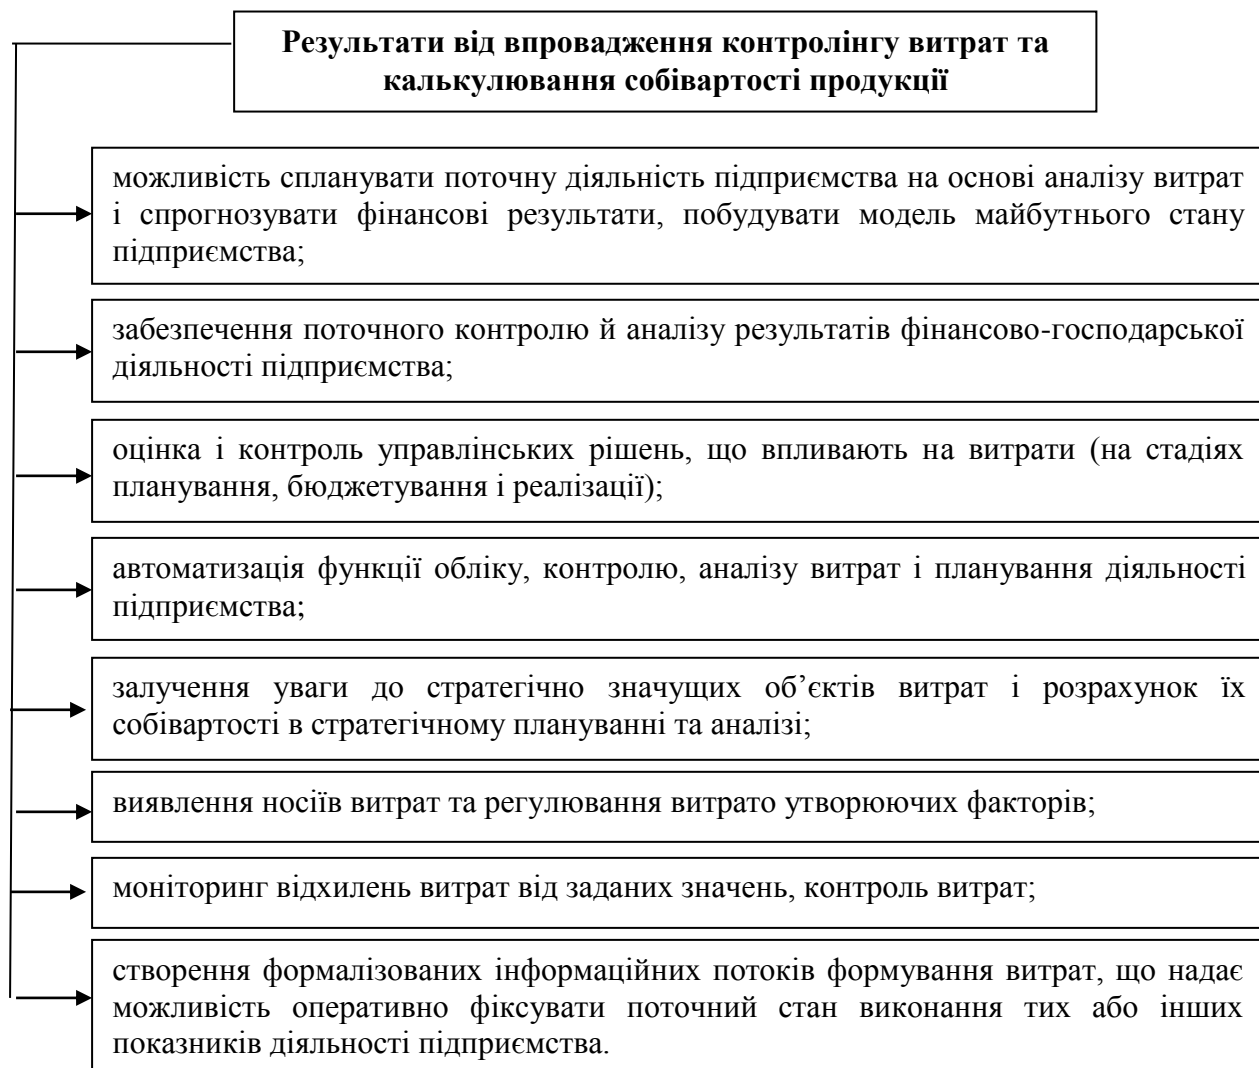 Результати від впровадження контролінгу витрат та
калькулювання собівартості продукції
можливість спланувати поточну діяльність підприємства на основі аналізу витрат
і спрогнозувати фінансові результати, побудувати модель майбутнього стану
підприємства;
забезпечення поточного контролю й аналізу результатів фінансово-господарської
діяльності підприємства;
оцінка і контроль управлінських рішень, що впливають на витрати (на стадіях
планування, бюджетування і реалізації);
автоматизація функції обліку, контролю, аналізу витрат і планування діяльності
підприємства;
залучення уваги до стратегічно значущих об’єктів витрат і розрахунок їх
собівартості в стратегічному плануванні та аналізі;
виявлення носіїв витрат та регулювання витрато утворюючих факторів;
моніторинг відхилень витрат від заданих значень, контроль витрат;
створення формалізованих інформаційних потоків формування витрат, що надає
можливість оперативно фіксувати поточний стан виконання тих або інших
показників діяльності підприємства.